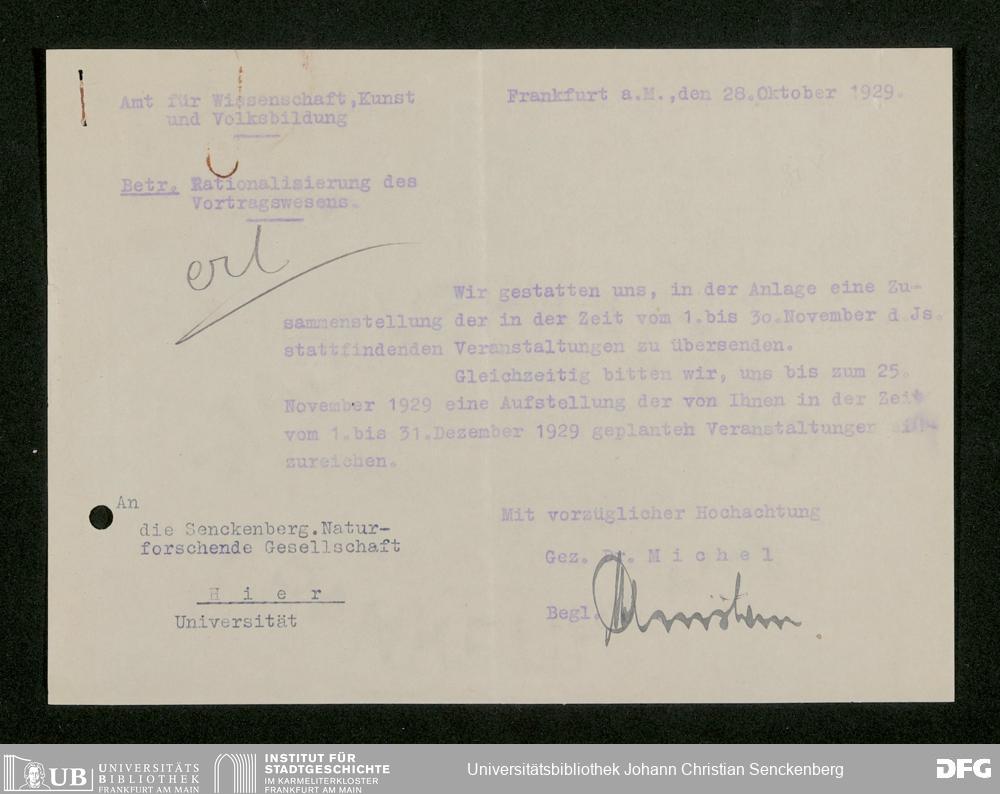 Amt für Wissenschaft,Kunst
und Volksbildung
Frankfurt a.M.,den 28.Oktober 1929.
Betr. Rationalisierung des
Vortragswesens.
erl
Wir gestatten uns, in der Anlage eine Zu-
sammenstellung der in der Zeit vom 1.bis 3o.November d.Js.
stattfindenden Veranstaltungen zu übersenden.
Gleichzeitig bitten wir, uns bis zum 25.
November 1929 eine Aufstellung der von Ihnen in der Zeit
vom 1.bis 31.Dezember 1929 geplanteh Veranstaltungen ein-
zureichen.
An
die Senckenberg.Natur-
forschende Gesellschaft
H i e r
Universität
Mit vorzüglicher Hochachtung
Gez. Dr. M i c h e l
Begl.
UB UNIVERSITÄTS
BIBLIOTHEK
FRANKFURT AM MAIN
INSTITUT FÜR
STADTGESCHICHTE
IM KARMELITERKLOSTER
FRANKFURT AM MAIN
Universitätsbibliothek Johann Christian Senckenberg
DFG